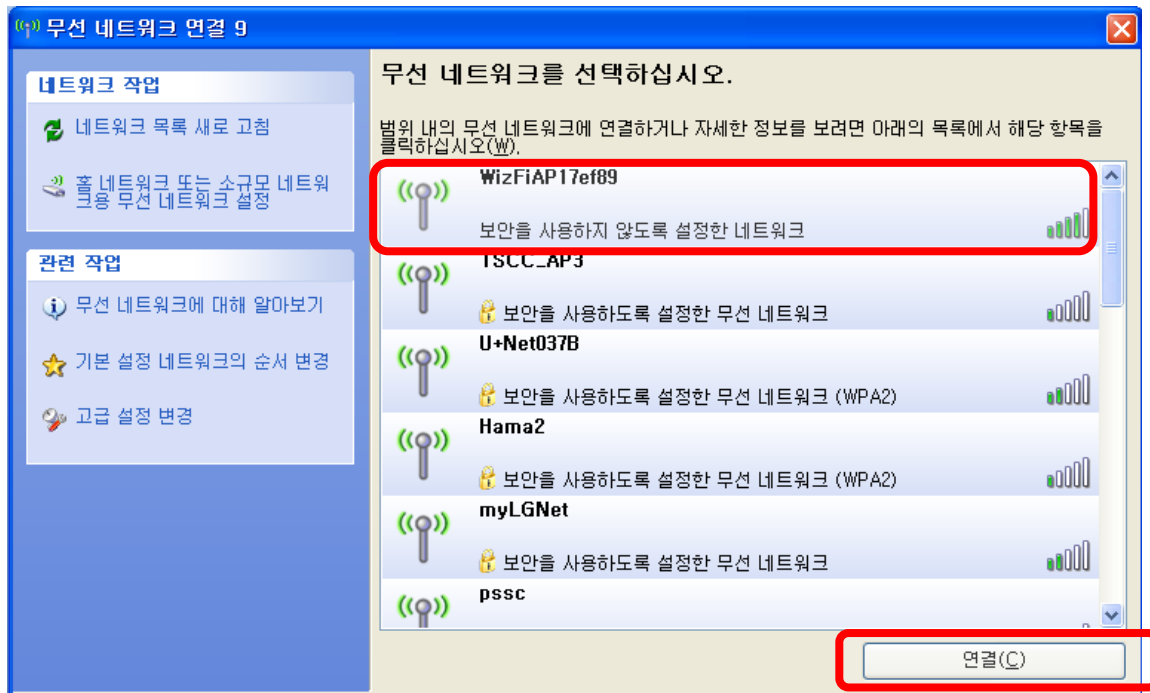 무선 네트워크 연결 9
네트워크 작업
네트워크 목록 새로 고침
홈 네트워크 또는 소규모 네트워
크용 무선 네트워크 설정
관련 작업
무선 네트워크에 대해 알아보기
기본 설정 네트워크의 순서 변경
고급 설정 변경
무선 네트워크를 선택하십시오.
범위 내의 무선 네트워크에 연결하거나 자세한 정보를 보려면 아래의 목록에서 해당 항목을
클릭하십시오(W).
WizFiAP17ef89
보안을 사용하지 않도록 설정한 네트워크
TSCC_AP3
보안을 사용하도록 설정한 무선 네트워크
U+Net037B
보안을 사용하도록 설정한 무선 네트워크 (WPA2)
Hama2
보안을 사용하도록 설정한 무선 네트워크 (WPA2)
myLGNet
보안을 사용하도록 설정한 무선 네트워크
pssc
연결(C)